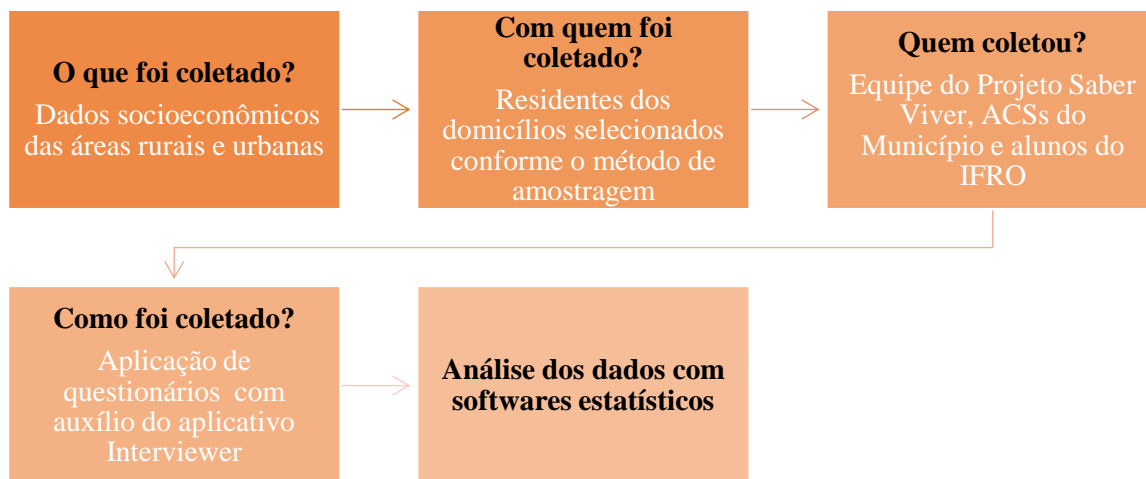 O que foi coletado?
Dados socioeconômicos
das áreas rurais e urbanas
Com quem foi
coletado?
Residentes dos
domicílios selecionados
conforme o método de
amostragem
Quem coletou?
Equipe do Projeto Saber
Viver, ACSs do
Município e alunos do
IFRO
Como foi coletado?
Aplicação de
questionários com
auxílio do aplicativo
Interviewer
Análise dos dados com
softwares estatísticos